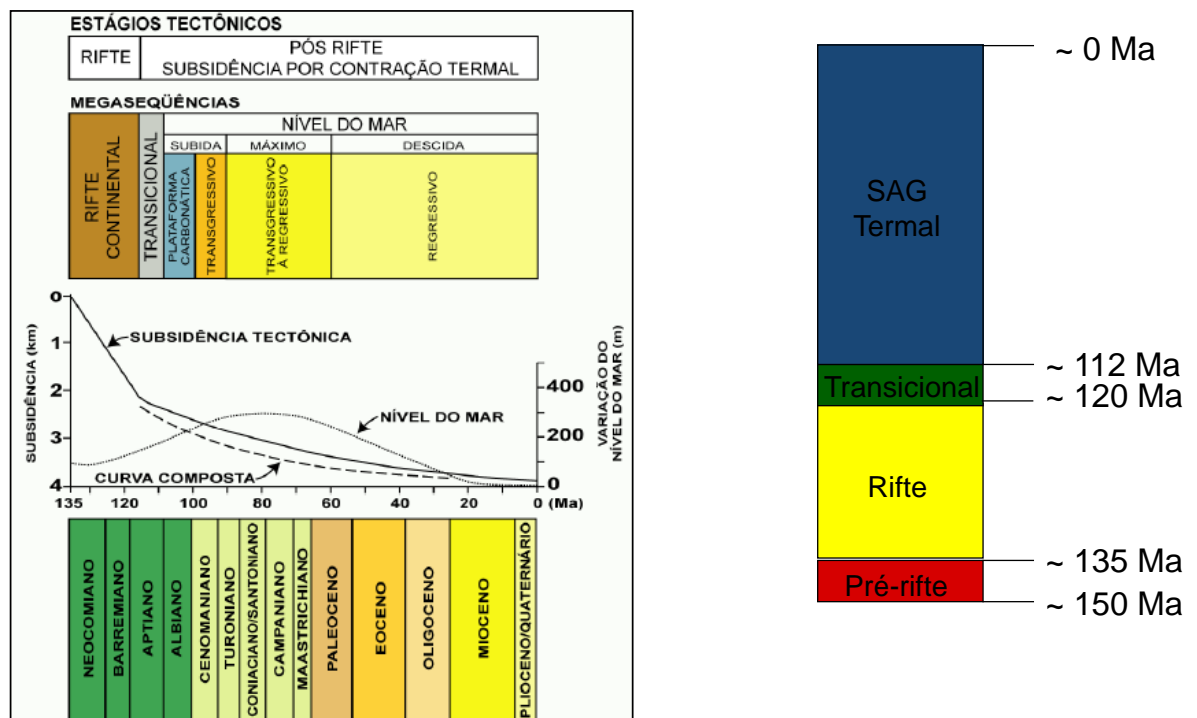 ESTÁGIOS TECTÔNICOS
RIFTE
PÓS RIFTE
SUBSIDÊNCIA POR CONTRAÇÃO TERMAL
MEGASEQÜÊNCIAS
RIFTE
CONTINENTAL
TRANSICIONAL
NÍVEL DO MAR
SUBIDA
MÁXIMO
DESCIDA
PLATAFORMA
CARBONÁTICA
TRANSGRESSIVO
TRANSGRESSIVO
À REGRESSIVO
REGRESSIVO
SUBSIDÊNCIA (km)
0
1
2
3
4
SUBSIDÊNCIA TECTÔNICA
NÍVEL DO MAR
CURVA COMPOSTA
400
200
0
VARIAÇÃO DO
NÍVEL DO MAR (m)
135 120 100 80 60 40 20 0 (Ma)
NEOCOMIANO
BARREMIANO
APTIANO
ALBIANO
CENOMANIANO
TURONIANO
CONIACIANO/SANTONIANO
CAMPANIANO
MAASTRICHIANO
PALEOCENO
EOCENO
OLIGOCENO
MIOCENO
PLIOCENO/QUATERNÁRIO
~ 0 Ma
SAG
Termal
~ 112 Ma
Transicional
~ 120 Ma
Rifte
~ 135 Ma
Pré-rifte
~ 150 Ma